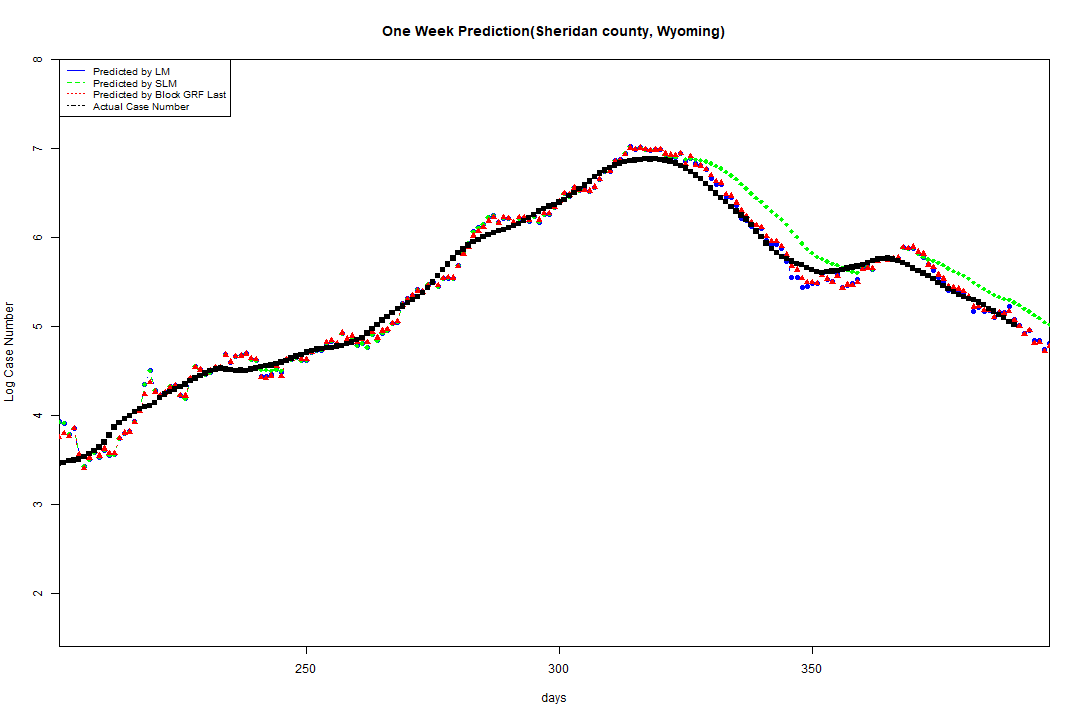 One Week Prediction(Sheridan county, Wyoming)
Predicted by LM
Predicted by SLM
Predicted by Block GRF Last
Actual Case Number
8
7
6
5
4
3
2
Log Case Number
250
300
350
days